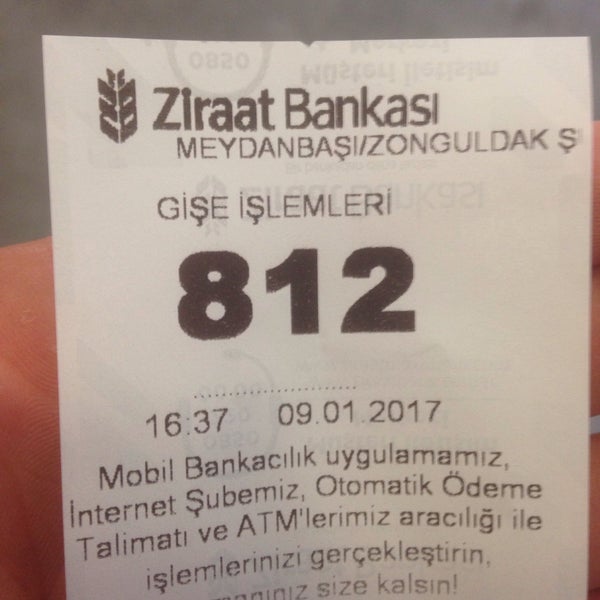 Ziraat Bankası
MEYDANBAŞI/ZONGULDAK Ş
GİŞE İŞLEMLERİ
812
16:37 09.01.2017
Mobil Bankacılık uygulamamız,
İnternet Şubemiz, Otomatik Ödeme
Talimatı ve ATM'lerimiz aracılığı ile
işlemlerinizi gerçekleştirin,
size kalsın!